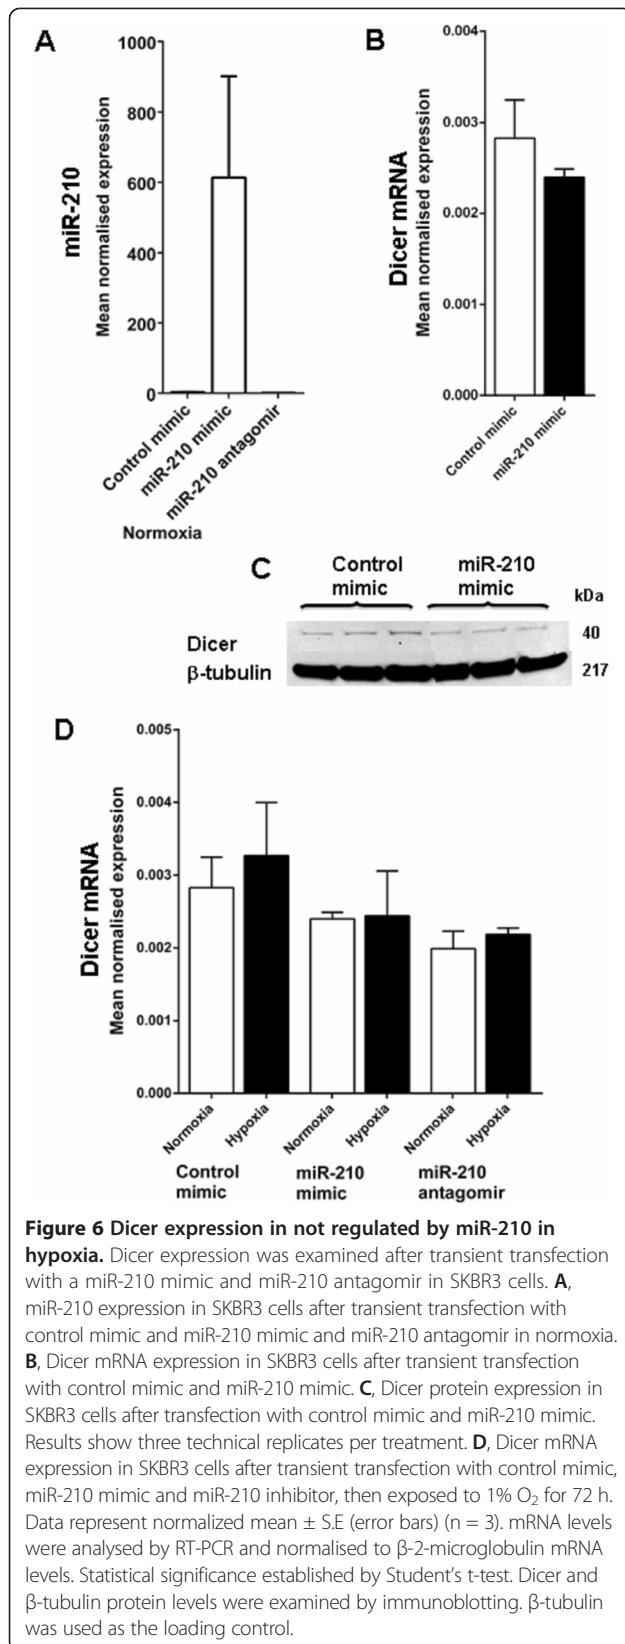 A
B
1000
800
600
400
200
0
miR-210
Mean normalised expression
Control mimic
miR-210 mimic
miR-210 antagomir
Normoxia
0.004
0.003
0.002
0.001
0.000
Dicer mRNA
Mean normalised expression
Control mimic
miR-210 mimic
C
Control mimic
miR-210 mimic
kDa
Dicer
40
β-tubulin
217
D
0.005
0.004
0.003
0.002
0.001
0.000
Dicer mRNA
Mean normalised expression
Normoxia
Hypoxia
Normoxia
Hypoxia
Normoxia
Hypoxia
Control mimic
miR-210 mimic
miR-210 antagomir
Figure 6 Dicer expression in not regulated by miR-210 in
hypoxia. Dicer expression was examined after transient transfection
with a miR-210 mimic and miR-210 antagomir in SKBR3 cells. A,
miR-210 expression in SKBR3 cells after transient transfection with
control mimic and miR-210 mimic and miR-210 antagomir in normoxia.
B, Dicer mRNA expression in SKBR3 cells after transient transfection
with control mimic and miR-210 mimic. C, Dicer protein expression in
SKBR3 cells after transfection with control mimic and miR-210 mimic.
Results show three technical replicates per treatment. D, Dicer mRNA
expression in SKBR3 cells after transient transfection with control mimic,
miR-210 mimic and miR-210 inhibitor, then exposed to 1% O₂ for 72 h.
Data represent normalized mean ± S.E (error bars) (n = 3). mRNA levels
were analysed by RT-PCR and normalised to β-2-microglobulin mRNA
levels. Statistical significance established by Student's t-test. Dicer and
β-tubulin protein levels were examined by immunoblotting. β-tubulin
was used as the loading control.